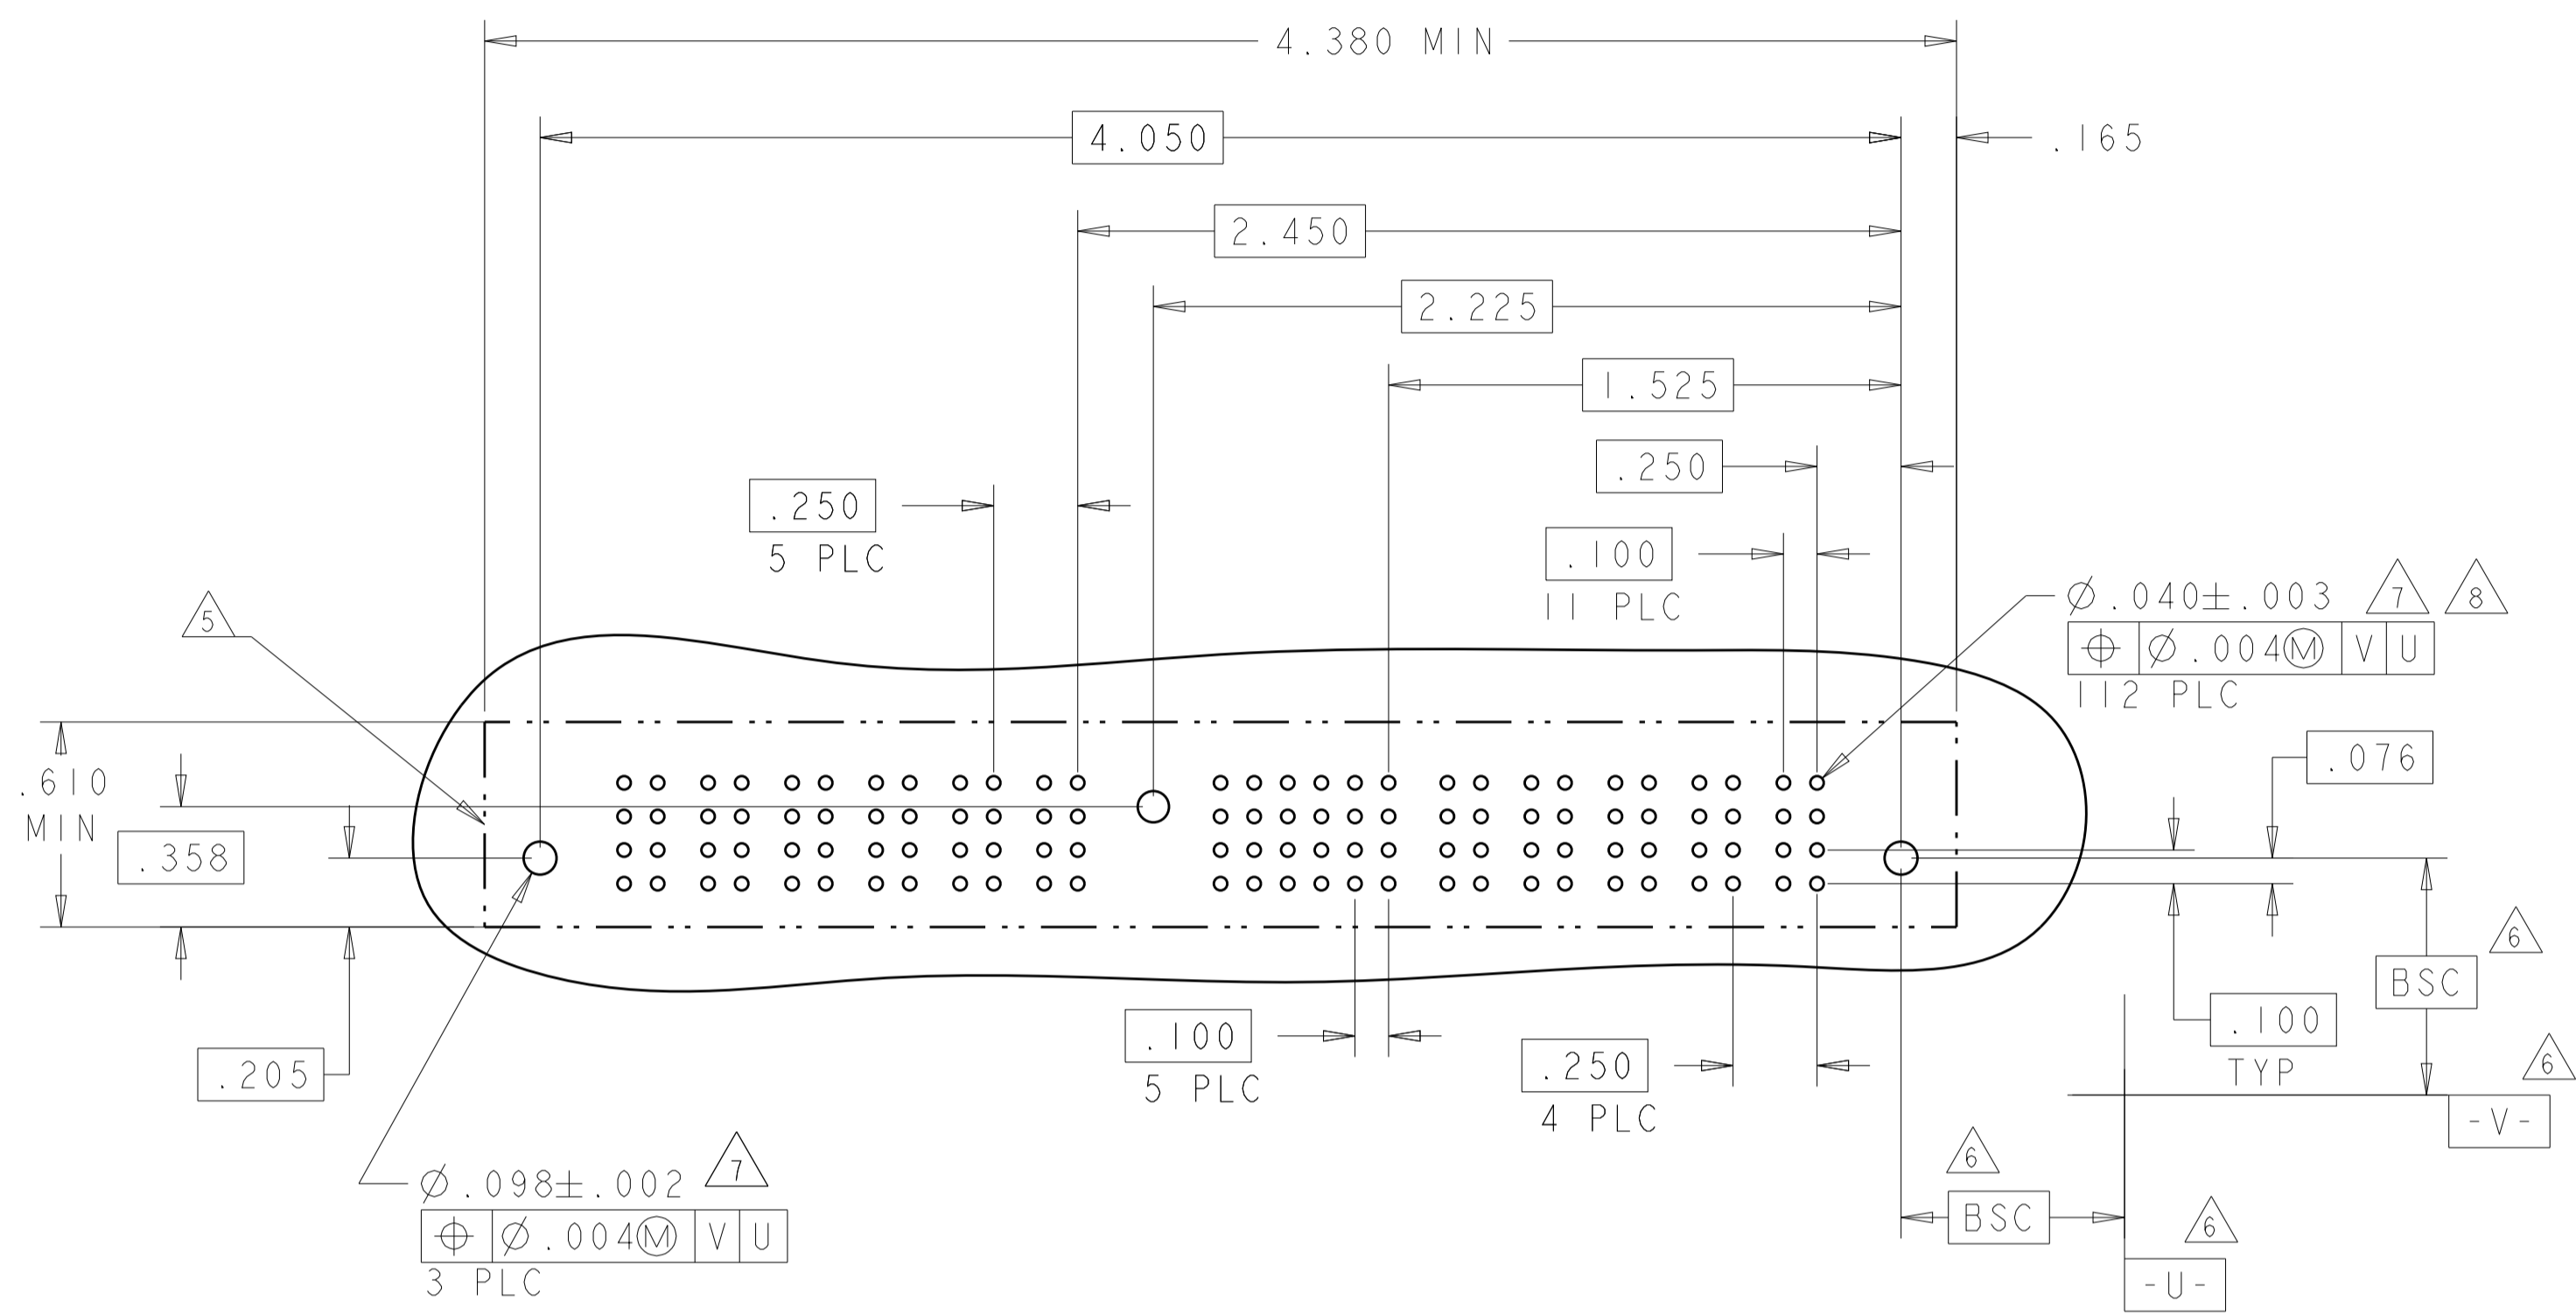 4.380 MIN
4.050
.165
2.450
2.225
1.525
.250
.250
5 PLC
.100
11 PLC
5
Ø.040±.003 7 8
⌖ Ø.004Ⓜ V U
112 PLC
.076
.610
MIN
.358
6
BSC
.205
.100
5 PLC
.250
4 PLC
.100
TYP
6
-V-
Ø.098±.002 7
⌖ Ø.004Ⓜ V U
3 PLC
6
BSC
6
-U-